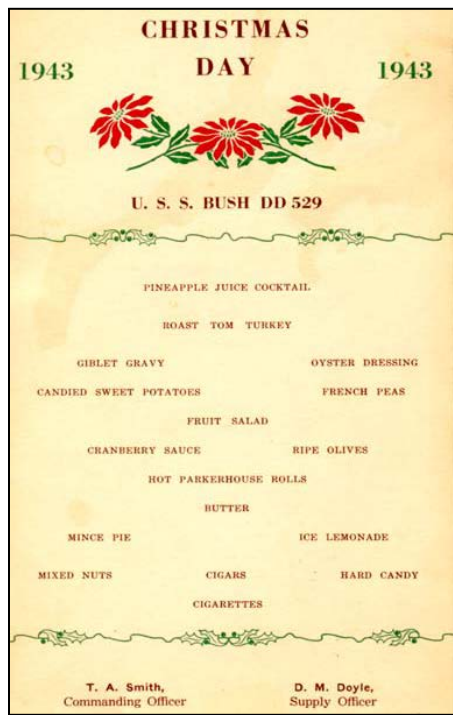 CHRISTMAS
1943 DAY 1943
U. S. S. BUSH DD 529
PINEAPPLE JUICE COCKTAIL
ROAST TOM TURKEY
GIBLET GRAVY OYSTER DRESSING
CANDIED SWEET POTATOES FRENCH PEAS
FRUIT SALAD
CRANBERRY SAUCE RIPE OLIVES
HOT PARKERHOUSE ROLLS
BUTTER
MINCE PIE ICE LEMONADE
MIXED NUTS CIGARS HARD CANDY
CIGARETTES
T. A. Smith, D. M. Doyle,
Commanding Officer Supply Officer